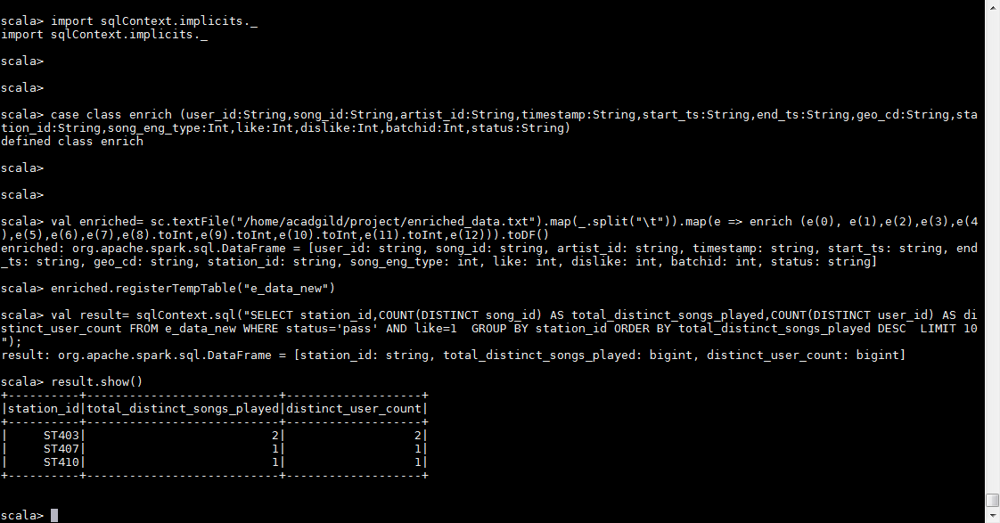 scala> import sqlContext.implicits._
import sqlContext.implicits._
scala>
scala>
scala> case class enrich (user_id:String,song_id:String,artist_id:String,timestamp:String,start_ts:String,end_ts:String,geo_cd:String,sta
tion_id:String,song_eng_type:Int,like:Int,dislike:Int,batchid:Int,status:String)
defined class enrich
scala>
scala>
scala> val enriched= sc.textFile("/home/acadgild/project/enriched_data.txt").map(_.split("\t")).map(e => enrich (e(0), e(1),e(2),e(3),e(4
),e(5),e(6),e(7),e(8).toInt,e(9).toInt,e(10).toInt,e(11).toInt,e(12))).toDF()
enriched: org.apache.spark.sql.DataFrame = [user_id: string, song_id: string, artist_id: string, timestamp: string, start_ts: string, end
_ts: string, geo_cd: string, station_id: string, song_eng_type: int, like: int, dislike: int, batchid: int, status: string]
scala> enriched.registerTempTable("e_data_new")
scala> val result= sqlContext.sql("SELECT station_id,COUNT(DISTINCT song_id) AS total_distinct_songs_played,COUNT(DISTINCT user_id) AS di
stinct_user_count FROM e_data_new WHERE status='pass' AND like=1  GROUP BY station_id ORDER BY total_distinct_songs_played DESC  LIMIT 10
");
result: org.apache.spark.sql.DataFrame = [station_id: string, total_distinct_songs_played: bigint, distinct_user_count: bigint]
scala> result.show()
+----------+---------------------------+-------------------+
|station_id|total_distinct_songs_played|distinct_user_count|
+----------+---------------------------+-------------------+
|     ST403|                          2|                  2|
|     ST407|                          1|                  1|
|     ST410|                          1|                  1|
+----------+---------------------------+-------------------+
scala>